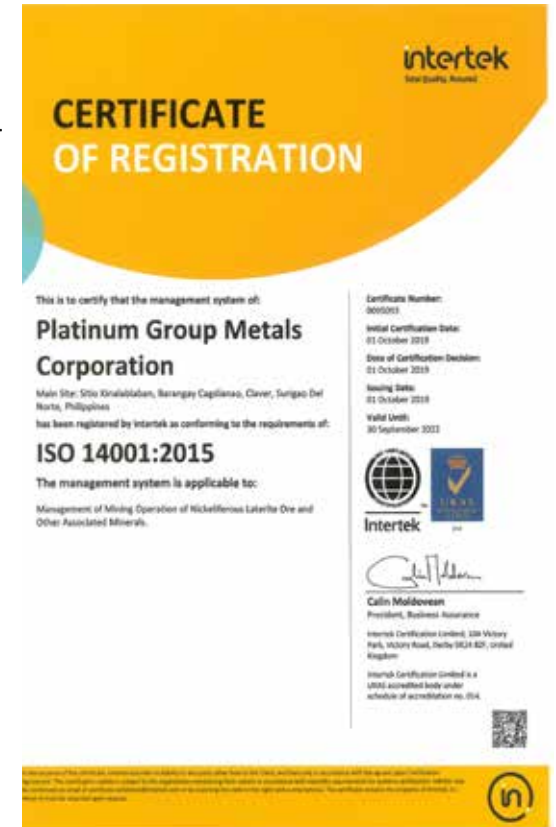 intertek
Total Quality. Assured.
CERTIFICATE
OF REGISTRATION
This is to certify that the management system of:
Platinum Group Metals
Corporation
Main Site: Sitio Kinalablaban, Barangay Cagdianao, Claver, Surigao Del
Norte, Philippines
has been registered by Intertek as conforming to the requirements of:
ISO 14001:2015
The management system is applicable to:
Management of Mining Operation of Nickeliferous Laterite Ore and
Other Associated Minerals.
Certificate Number:
Initial Certification Date:
01 October 2019
Date of Certification Decision:
01 October 2019
Issuing Date:
01 October 2019
Valid Until:
30 September 2022
Intertek
UKAS
Calin Moldovean
President, Business Assurance
Intertek Certification Limited, 10A Victory
Park, Victory Road, Derby DE24 8ZF, United
Kingdom
Intertek Certification Limited is a
UKAS accredited body under
schedule of accreditation no. 014.
in